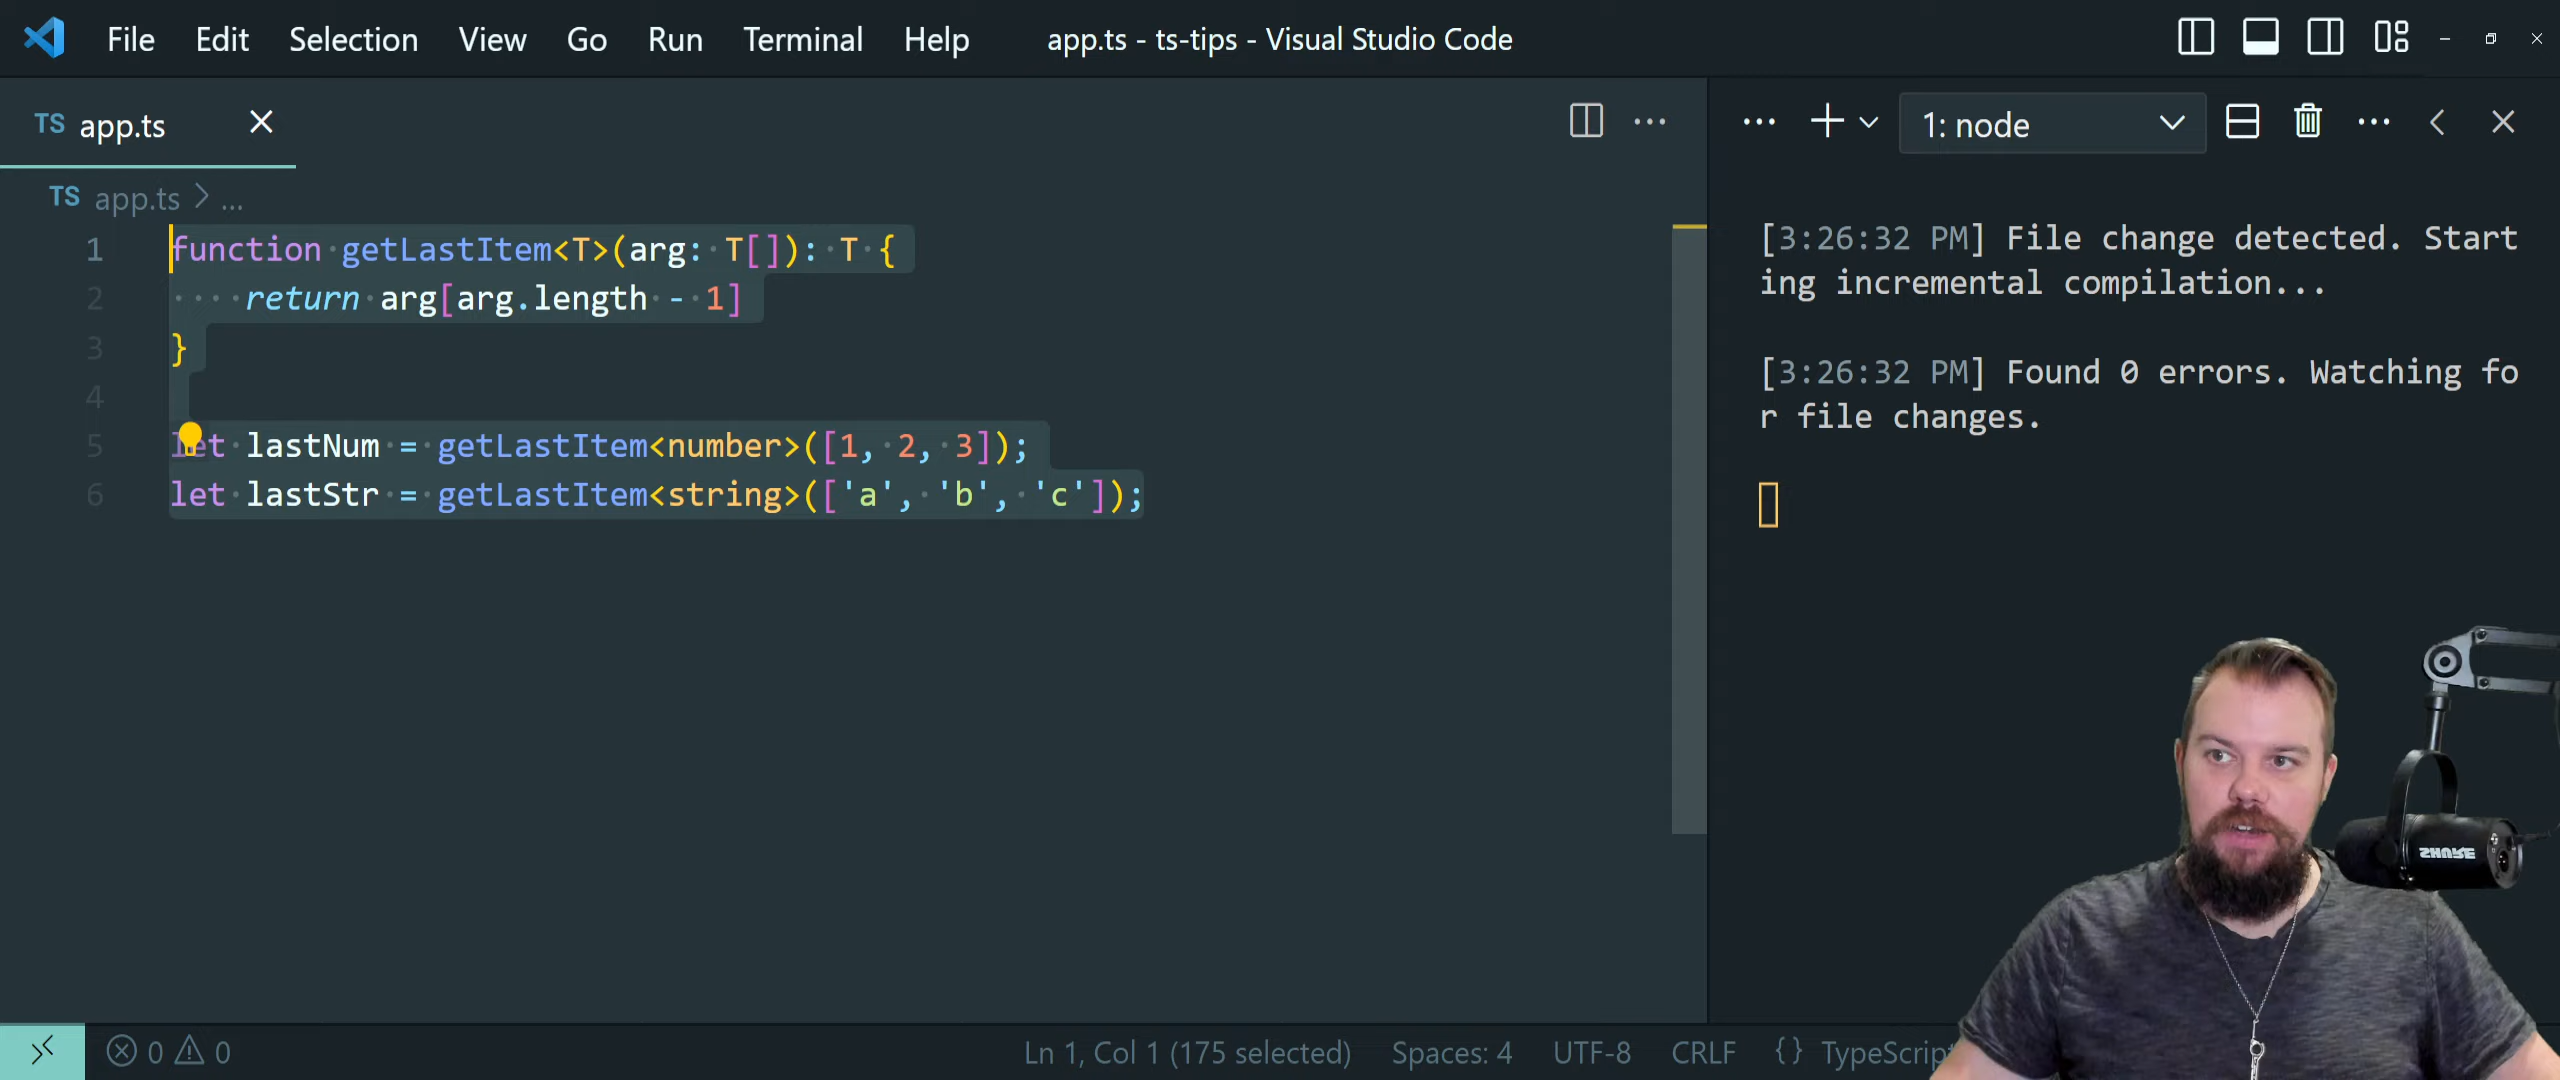 File Edit Selection View Go Run Terminal Help app.ts - ts-tips - Visual Studio Code
TS app.ts
1: node
TS app.ts > ...
1 function getLastItem<T>(arg: T[]): T {
2 return arg[arg.length - 1]
3 }
4
5 let lastNum = getLastItem<number>([1, 2, 3]);
6 let lastStr = getLastItem<string>(['a', 'b', 'c']);
[3:26:32 PM] File change detected. Start
ing incremental compilation...
[3:26:32 PM] Found 0 errors. Watching fo
r file changes.
SHURE
0 0 Ln 1, Col 1 (175 selected) Spaces: 4 UTF-8 CRLF {} TypeScript